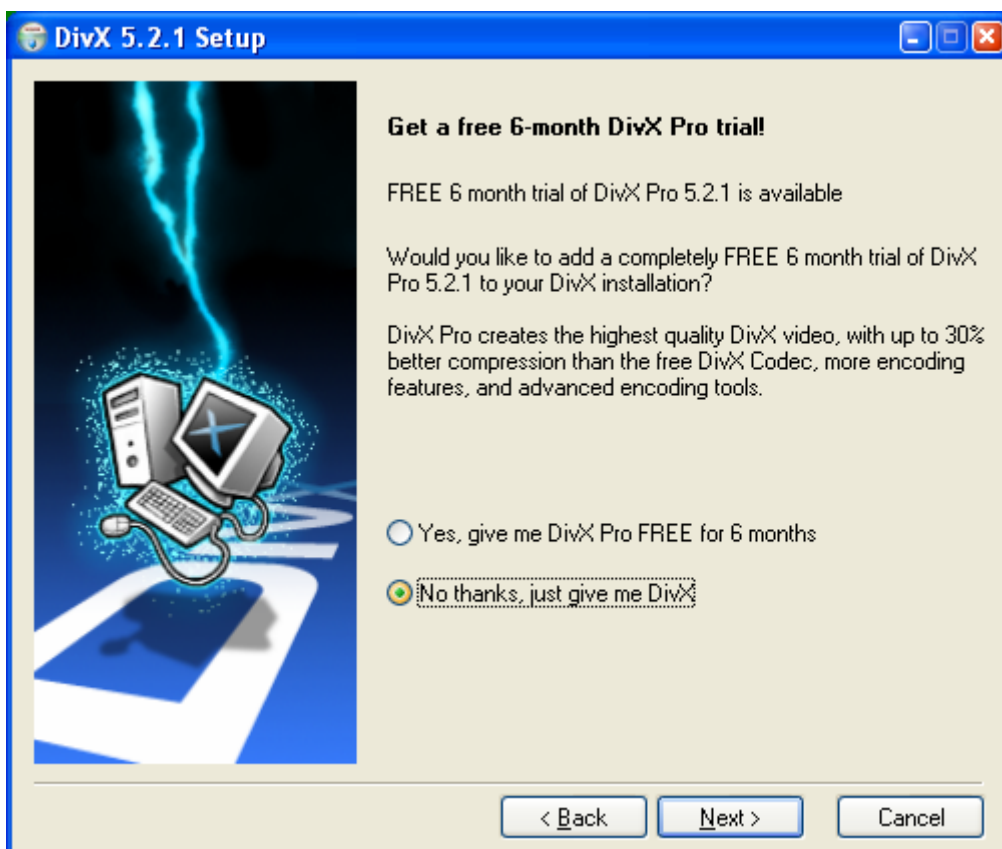 DivX 5.2.1 Setup
Get a free 6-month DivX Pro trial!
FREE 6 month trial of DivX Pro 5.2.1 is available
Would you like to add a completely FREE 6 month trial of DivX
Pro 5.2.1 to your DivX installation?
DivX Pro creates the highest quality DivX video, with up to 30%
better compression than the free DivX Codec, more encoding
features, and advanced encoding tools.
Yes, give me DivX Pro FREE for 6 months
No thanks, just give me DivX
< Back
Next >
Cancel